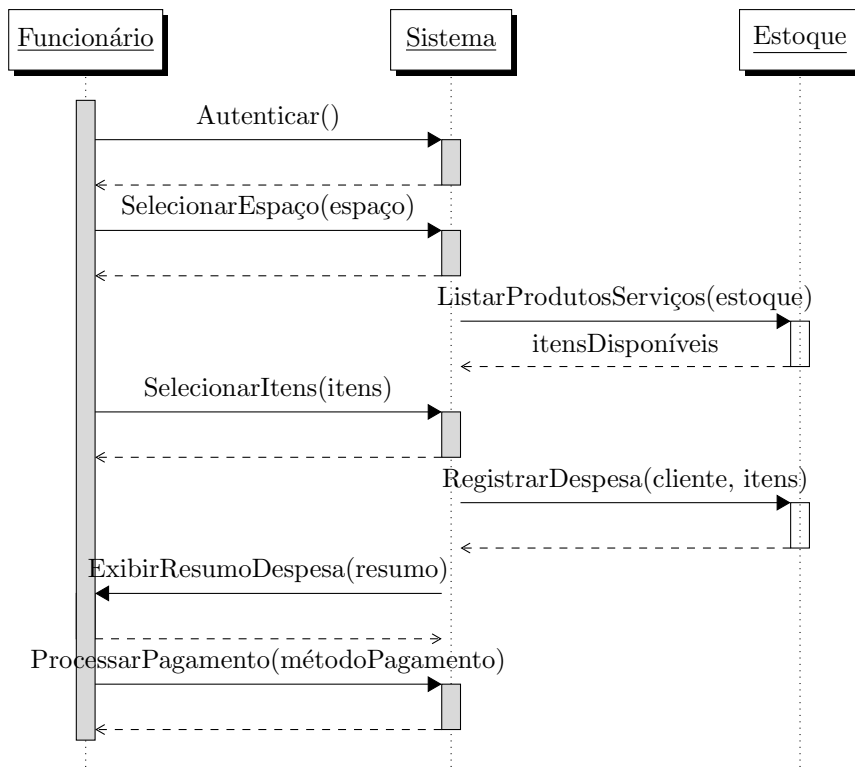 Funcionário
Sistema
Estoque
Autenticar()
SelecionarEspaço(espaço)
ListarProdutosServiços(estoque)
itensDisponíveis
SelecionarItens(itens)
RegistrarDespesa(cliente, itens)
ExibirResumoDespesa(resumo)
ProcessarPagamento(métodoPagamento)